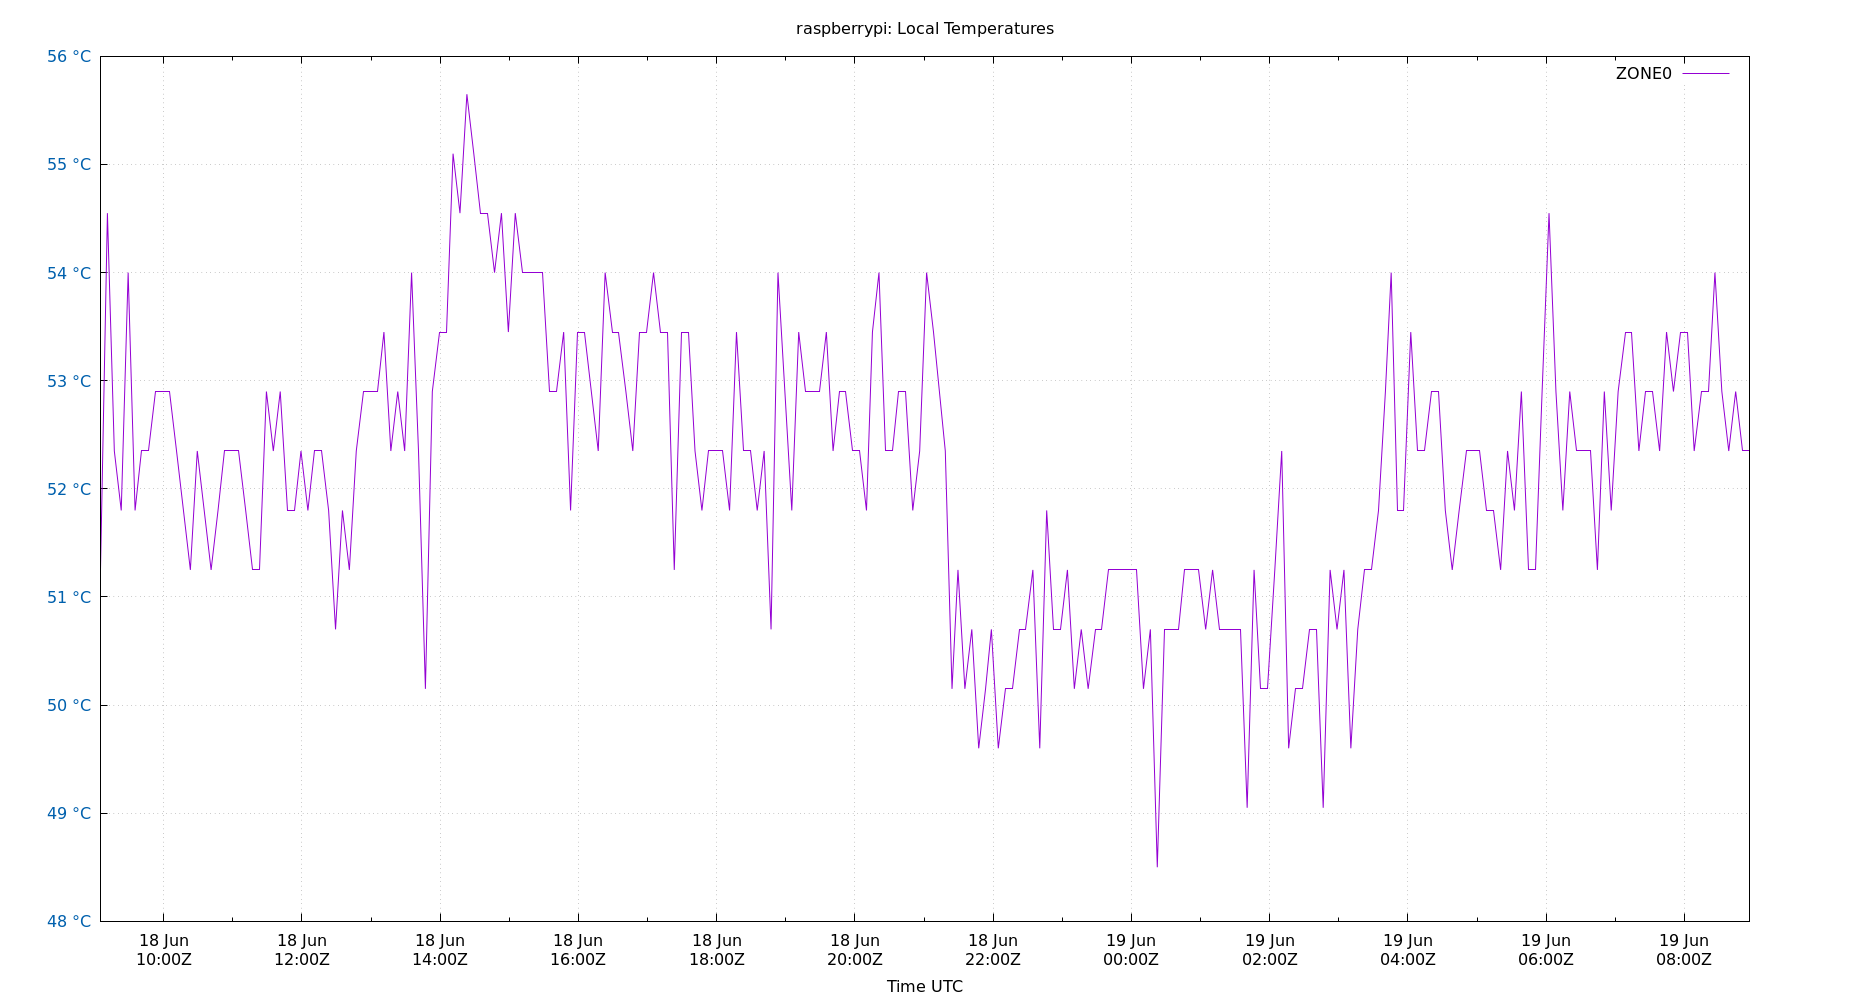 raspberrypi: Local Temperatures
ZONE0
56 °C
55 °C
54 °C
53 °C
52 °C
51 °C
50 °C
49 °C
48 °C
18 Jun 18 Jun 18 Jun 18 Jun 18 Jun 18 Jun 18 Jun 19 Jun 19 Jun 19 Jun 19 Jun 19 Jun
10:00Z 12:00Z 14:00Z 16:00Z 18:00Z 20:00Z 22:00Z 00:00Z 02:00Z 04:00Z 06:00Z 08:00Z
Time UTC